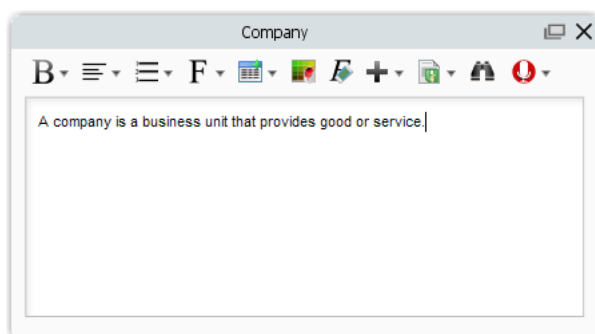 Company
B F F
A company is a business unit that provides good or service.